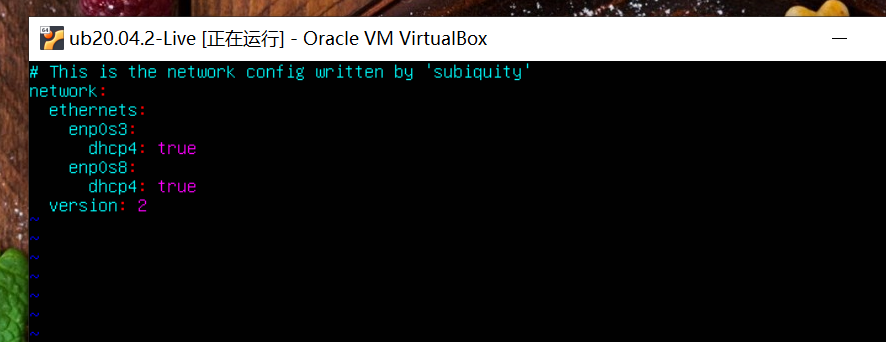 ub20.04.2-Live [正在运行] - Oracle VM VirtualBox
# This is the network config written by 'subiquity'
network:
  ethernets:
    enp0s3:
      dhcp4: true
    enp0s8:
      dhcp4: true
  version: 2
~
~
~
~
~
~
~